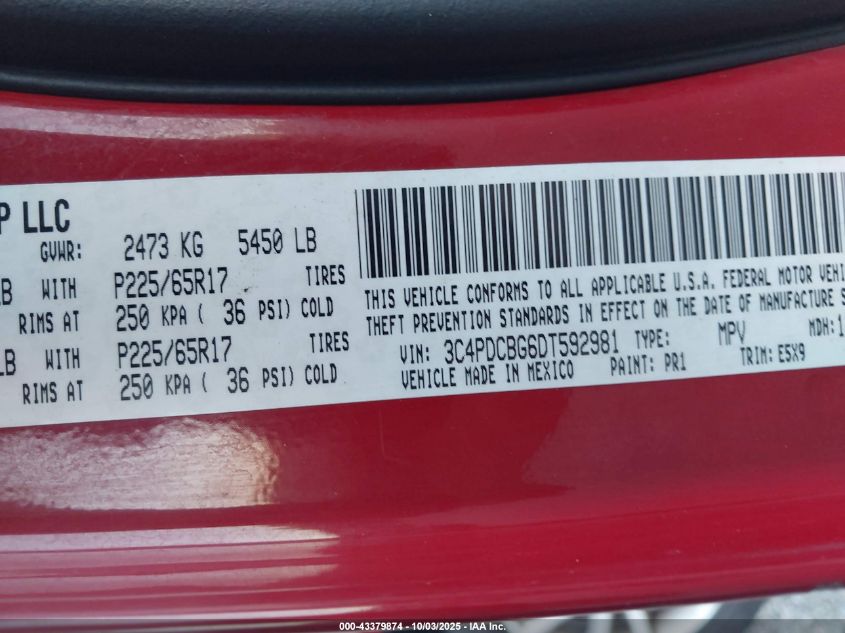 P LLC
GVWR: 2473 KG 5450 LB
LB WITH P225/65R17 TIRES
RIMS AT 250 KPA ( 36 PSI) COLD
LB WITH P225/65R17 TIRES
RIMS AT 250 KPA ( 36 PSI) COLD
THIS VEHICLE CONFORMS TO ALL APPLICABLE U.S.A. FEDERAL MOTOR VEHI
THEFT PREVENTION STANDARDS IN EFFECT ON THE DATE OF MANUFACTURE S
VIN: 3C4PDCBG6DT592981 TYPE: MPV MDH: 1
VEHICLE MADE IN MEXICO PAINT: PR1 TRIM: E5X9
000-43379874 - 10/03/2025 - IAA Inc.